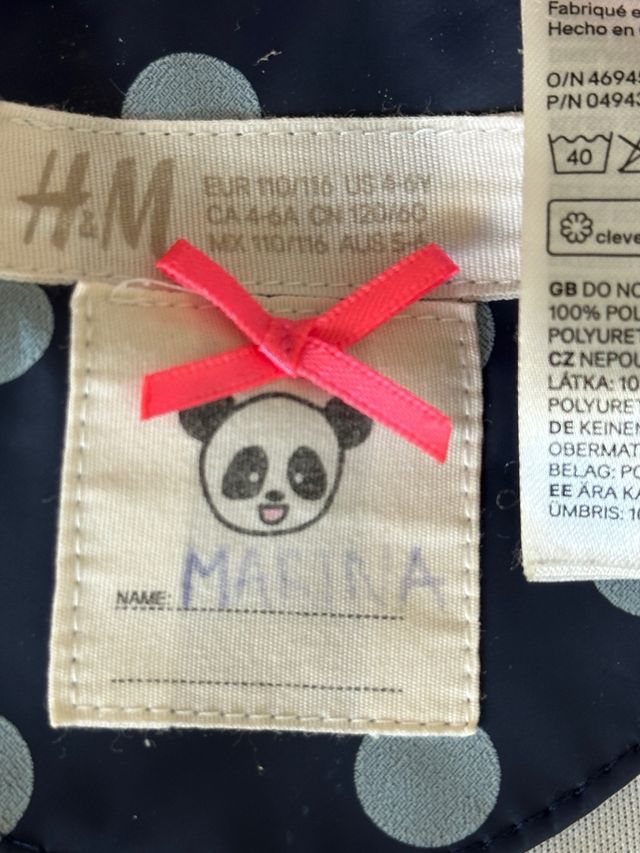 H&M
EUR 110/116 US 4-6Y
CA 4-6A CN 120/60
MX 110/116 AUS 5-6
NAME: MARINA
Fabriqué e
Hecho en
O/N 4694
P/N 0494
40
cleve
GB DO NO
100% POL
POLYURET
CZ NEPOU
LÁTKA: 10
POLYURET
DE KEINEN
OBERMAT
BELAG: PO
EE ÄRA KA
ÜMBRIS: 10